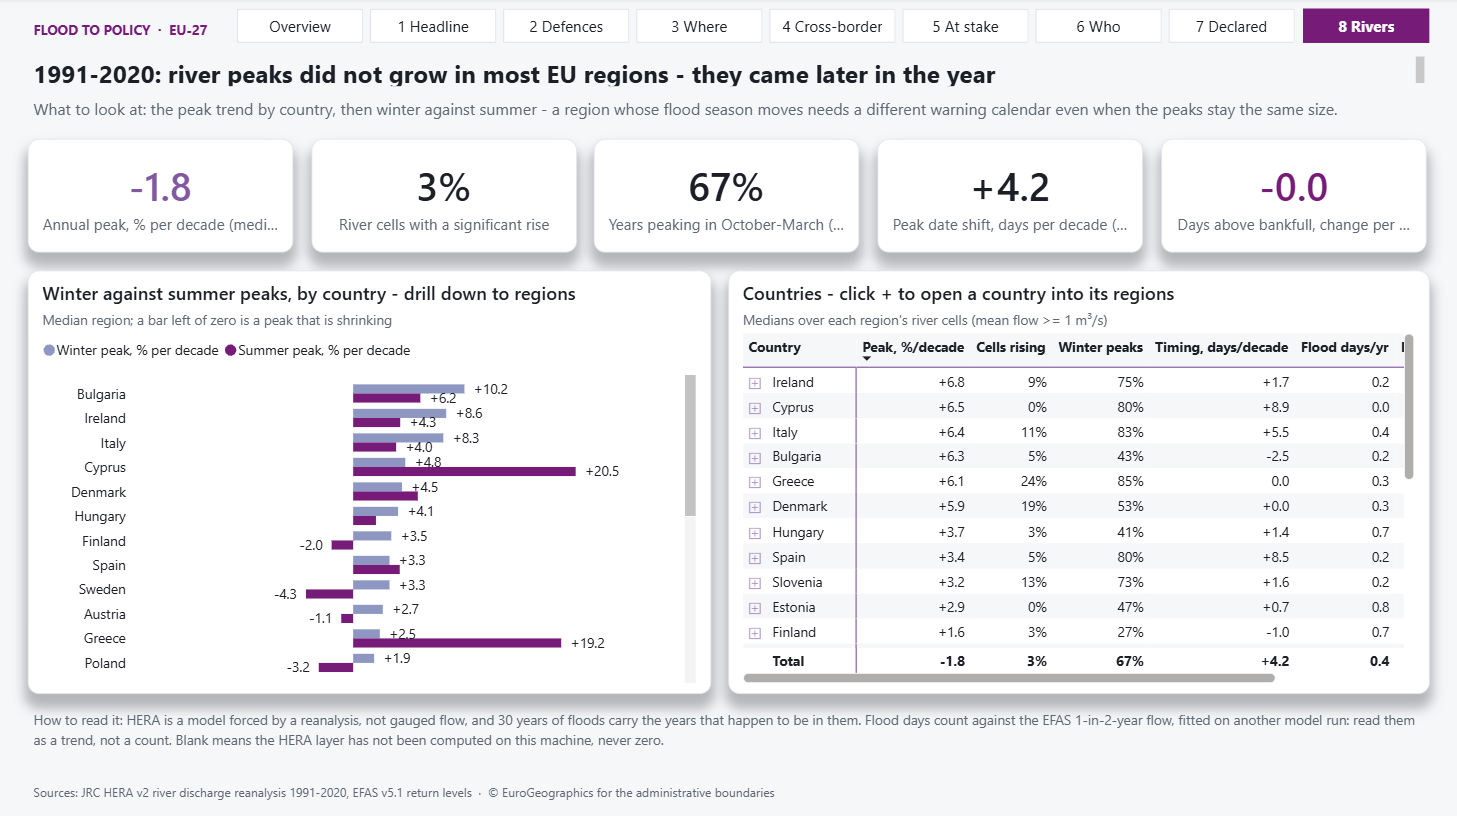 FLOOD TO POLICY · EU-27
Overview
1 Headline
2 Defences
3 Where
4 Cross-border
5 At stake
6 Who
7 Declared
8 Rivers
1991-2020: river peaks did not grow in most EU regions - they came later in the year
What to look at: the peak trend by country, then winter against summer - a region whose flood season moves needs a different warning calendar even when the peaks stay the same size.
-1.8
Annual peak, % per decade (medi...
3%
River cells with a significant rise
67%
Years peaking in October-March (...
+4.2
Peak date shift, days per decade (...
-0.0
Days above bankfull, change per ...
Winter against summer peaks, by country - drill down to regions
Median region; a bar left of zero is a peak that is shrinking
Winter peak, % per decade Summer peak, % per decade
Bulgaria +10.2 +6.2
Ireland +8.6 +4.3
Italy +8.3 +4.0
Cyprus +4.8 +20.5
Denmark +4.5
Hungary +4.1
Finland +3.5 -2.0
Spain +3.3
Sweden +3.3 -4.3
Austria +2.7 -1.1
Greece +2.5 +19.2
Poland +1.9 -3.2
Countries - click + to open a country into its regions
Medians over each region's river cells (mean flow >= 1 m³/s)
Country Peak, %/decade Cells rising Winter peaks Timing, days/decade Flood days/yr
Ireland +6.8 9% 75% +1.7 0.2
Cyprus +6.5 0% 80% +8.9 0.0
Italy +6.4 11% 83% +5.5 0.4
Bulgaria +6.3 5% 43% -2.5 0.2
Greece +6.1 24% 85% 0.0 0.3
Denmark +5.9 19% 53% +0.0 0.3
Hungary +3.7 3% 41% +1.4 0.7
Spain +3.4 5% 80% +8.5 0.2
Slovenia +3.2 13% 73% +1.6 0.2
Estonia +2.9 0% 47% +0.7 0.8
Finland +1.6 3% 27% -1.0 0.7
Total -1.8 3% 67% +4.2 0.4
How to read it: HERA is a model forced by a reanalysis, not gauged flow, and 30 years of floods carry the years that happen to be in them. Flood days count against the EFAS 1-in-2-year flow, fitted on another model run: read them
as a trend, not a count. Blank means the HERA layer has not been computed on this machine, never zero.
Sources: JRC HERA v2 river discharge reanalysis 1991-2020, EFAS v5.1 return levels · © EuroGeographics for the administrative boundaries